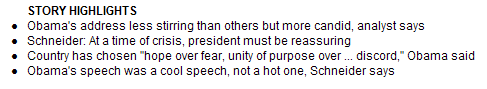 STORY HIGHLIGHTS
• Obama's address less stirring than others but more candid, analyst says
• Schneider: At a time of crisis, president must be reassuring
• Country has chosen "hope over fear, unity of purpose over ... discord," Obama said
• Obama's speech was a cool speech, not a hot one, Schneider says